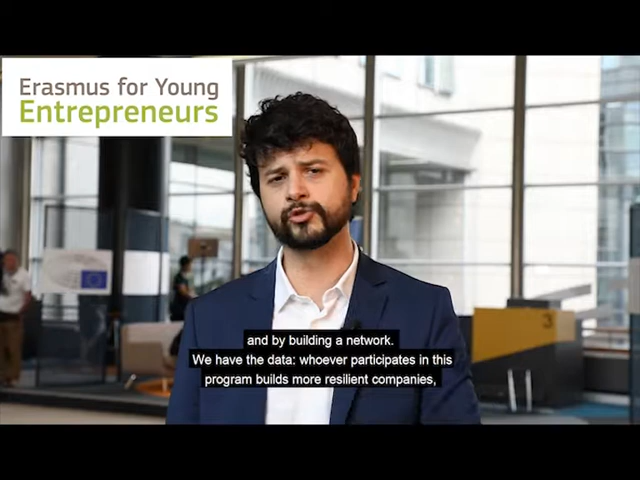 Erasmus for Young
Entrepreneurs
and by building a network.
We have the data: whoever participates in this
program builds more resilient companies,
3